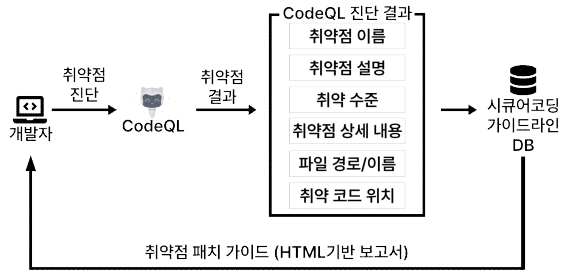 CodeQL 진단 결과
취약점 이름
취약점 설명
취약 수준
취약점 상세 내용
파일 경로/이름
취약 코드 위치
취약점
진단
개발자
CodeQL
취약점
결과
시큐어코딩
가이드라인
DB
취약점 패치 가이드 (HTML기반 보고서)